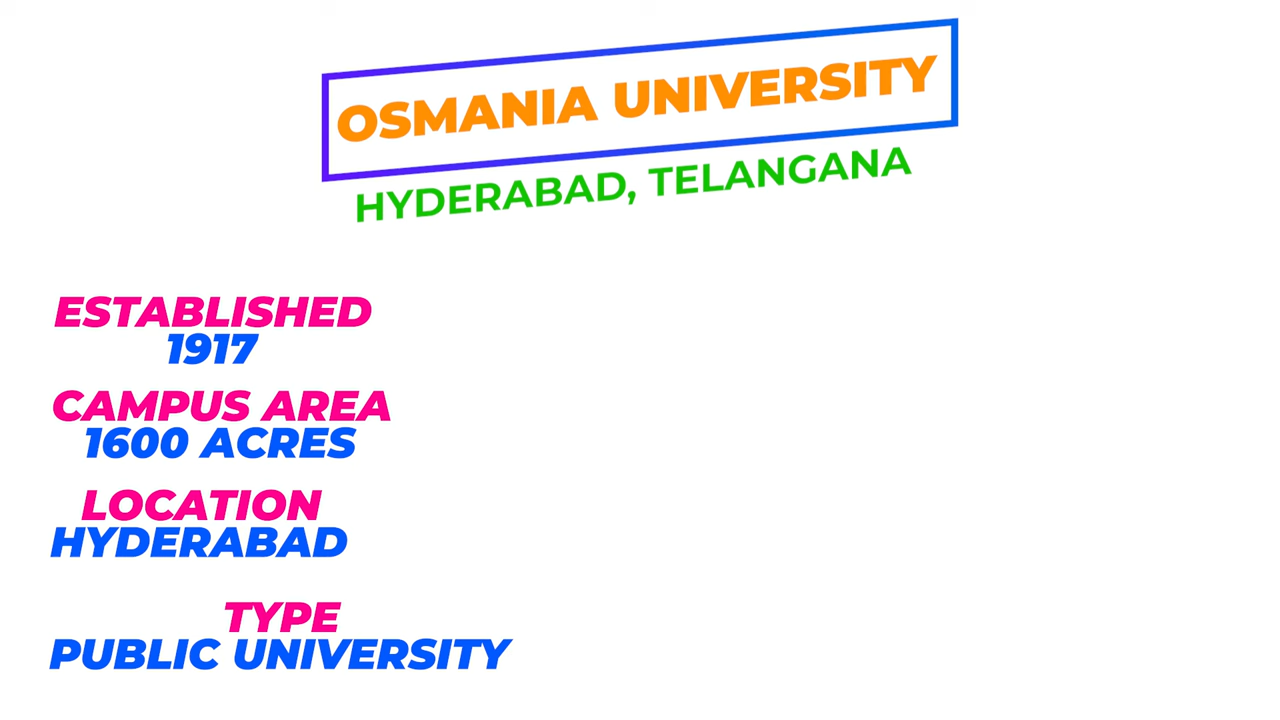 OSMANIA UNIVERSITY
HYDERABAD, TELANGANA
ESTABLISHED
1917
CAMPUS AREA
1600 ACRES
LOCATION
HYDERABAD
TYPE
PUBLIC UNIVERSITY